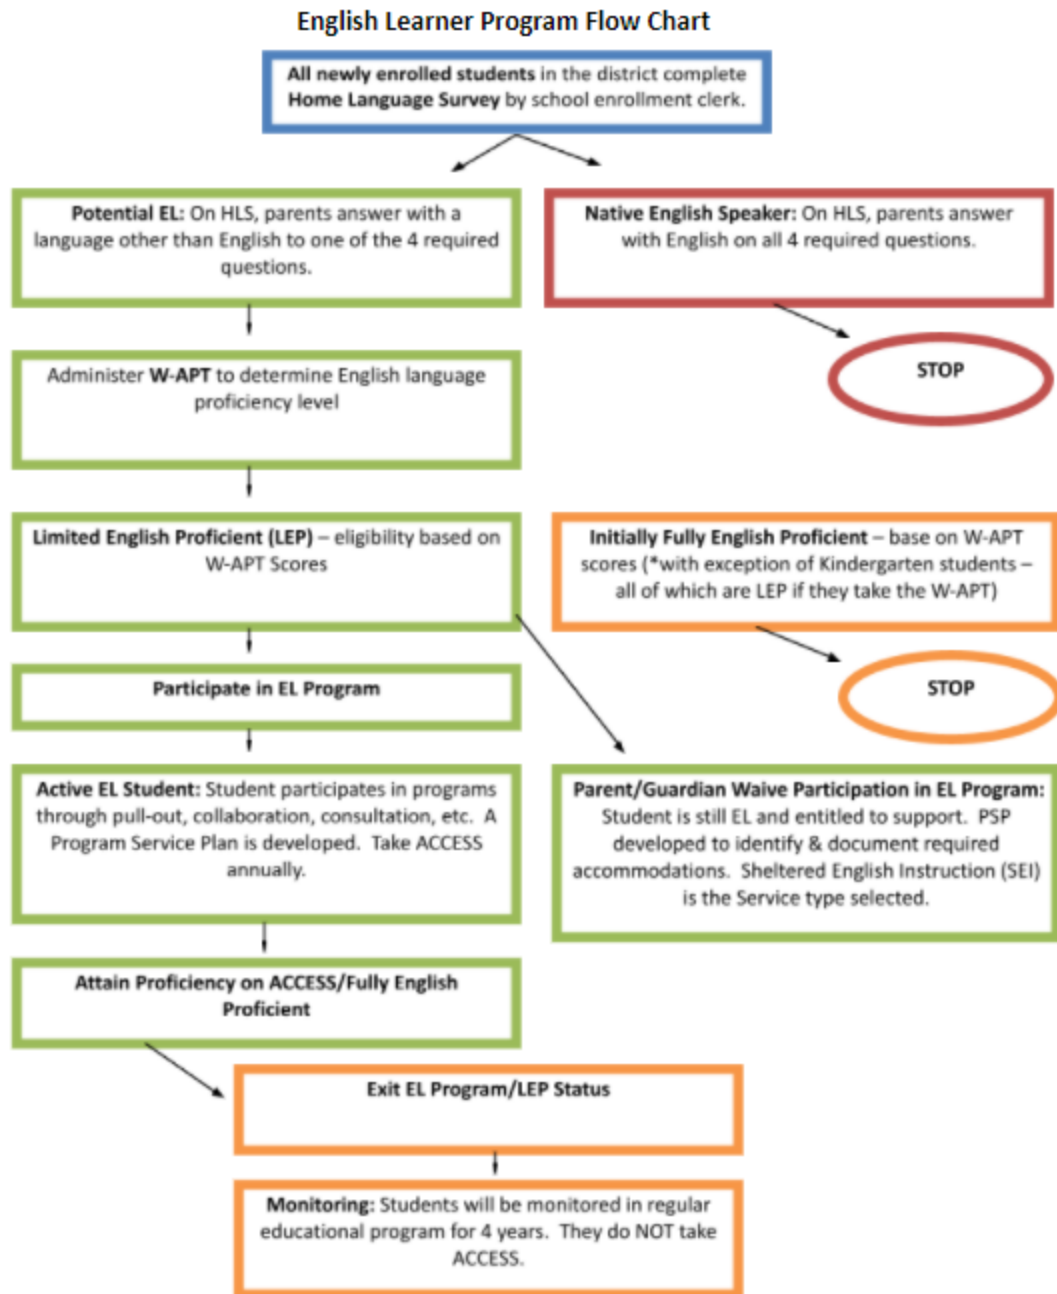 English Learner Program Flow Chart
All newly enrolled students in the district complete
Home Language Survey by school enrollment clerk.
Potential EL: On HLS, parents answer with a
language other than English to one of the 4 required
questions.
Native English Speaker: On HLS, parents answer
with English on all 4 required questions.
STOP
Administer W-APT to determine English language
proficiency level
Limited English Proficient (LEP) – eligibility based on
W-APT Scores
Initially Fully English Proficient – base on W-APT
scores (*with exception of Kindergarten students –
all of which are LEP if they take the W-APT)
STOP
Participate in EL Program
Active EL Student: Student participates in programs
through pull-out, collaboration, consultation, etc. A
Program Service Plan is developed. Take ACCESS
annually.
Parent/Guardian Waive Participation in EL Program:
Student is still EL and entitled to support. PSP
developed to identify & document required
accommodations. Sheltered English Instruction (SEI)
is the Service type selected.
Attain Proficiency on ACCESS/Fully English
Proficient
Exit EL Program/LEP Status
Monitoring: Students will be monitored in regular
educational program for 4 years. They do NOT take
ACCESS.